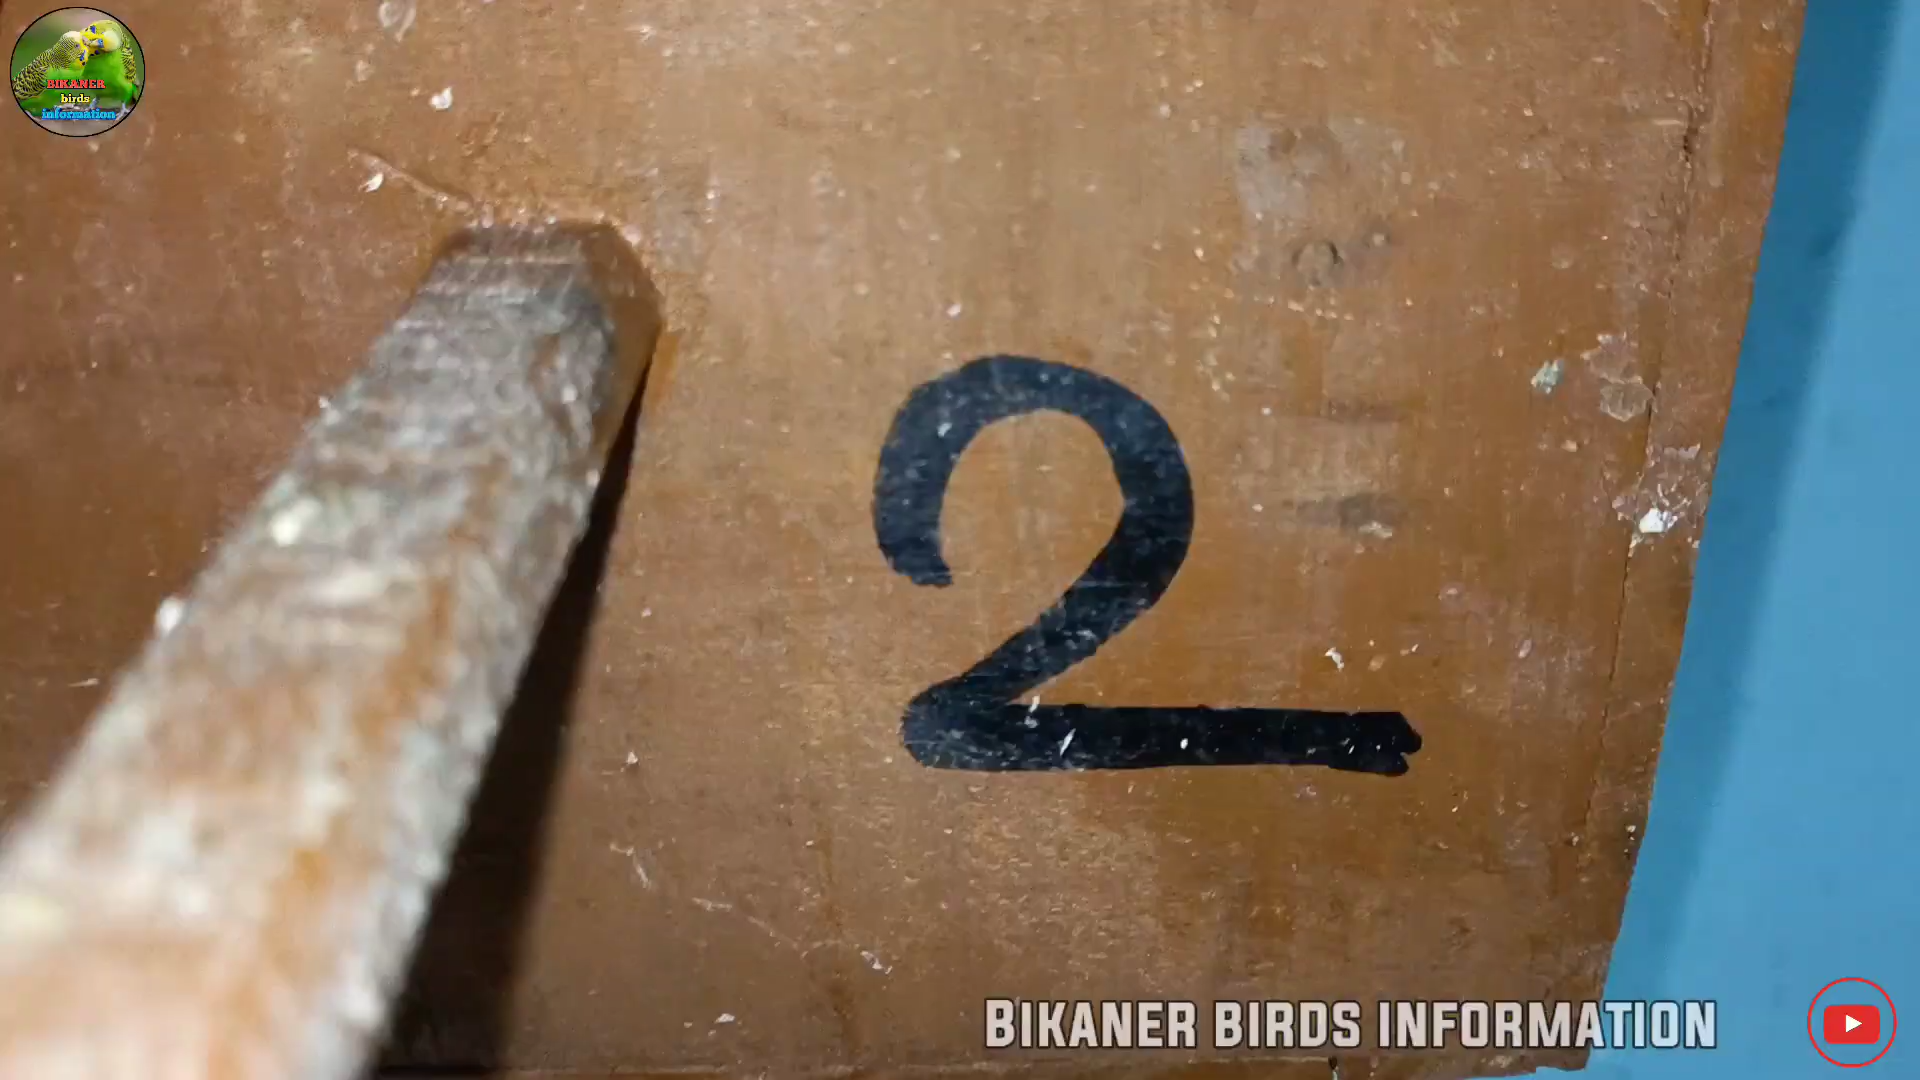 BIKANER
birds
information
2
BIKANER BIRDS INFORMATION